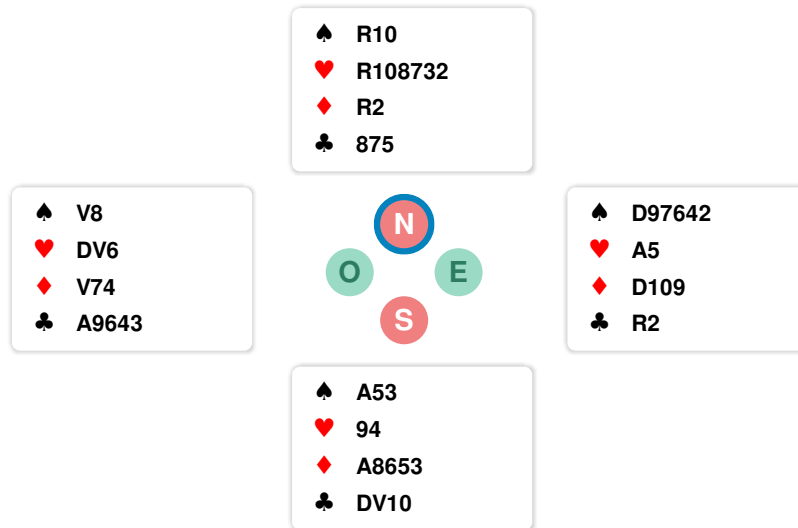 ♠ R10
♥ R108732
♦ R2
♣ 875
♠ V8
♥ DV6
♦ V74
♣ A9643
N
O E
S
♠ D97642
♥ A5
♦ D109
♣ R2
♠ A53
♥ 94
♦ A8653
♣ DV10